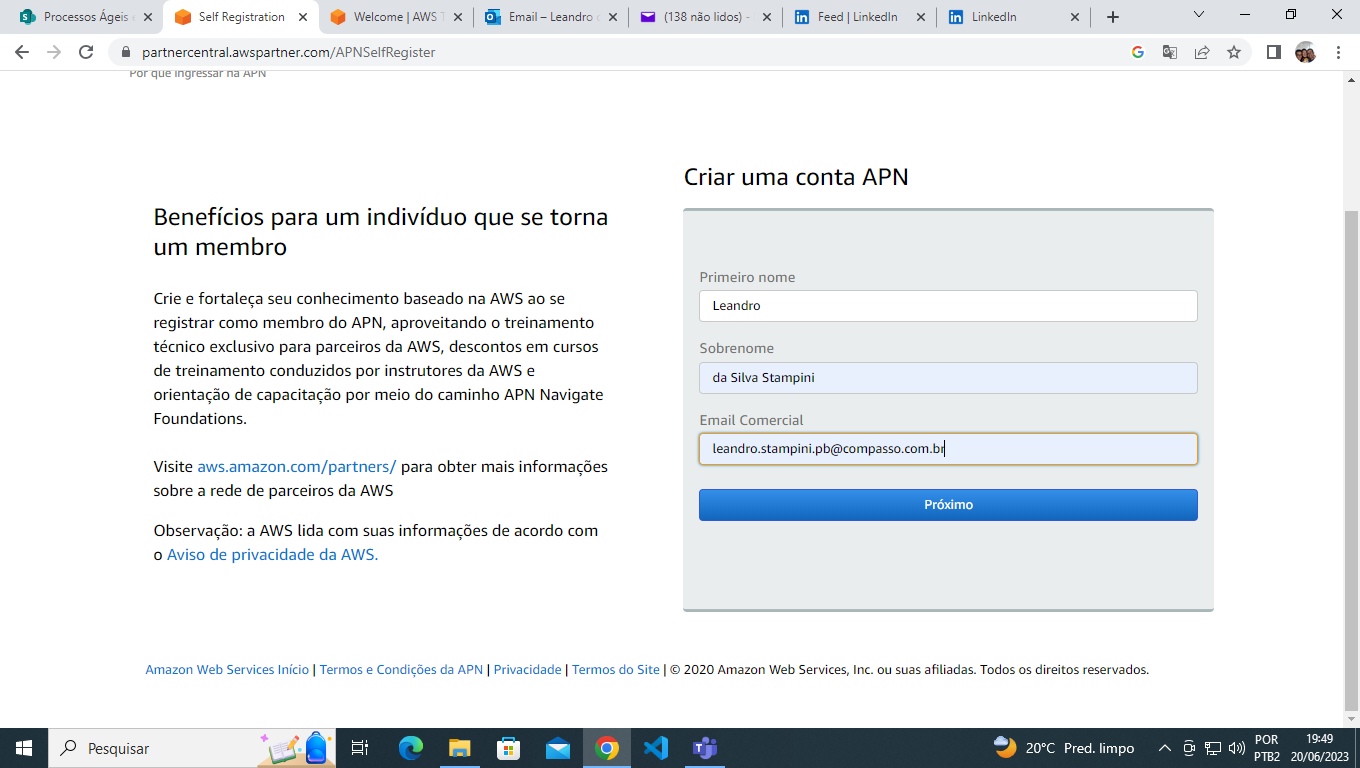 Processos Ágeis e
Self Registration
Welcome | AWS T
Email – Leandro d
(138 não lidos) -
Feed | LinkedIn
LinkedIn
partnercentral.awspartner.com/APNSelfRegister
Por que ingressar na APN
Criar uma conta APN
Benefícios para um indivíduo que se torna
um membro
Crie e fortaleça seu conhecimento baseado na AWS ao se
registrar como membro do APN, aproveitando o treinamento
técnico exclusivo para parceiros da AWS, descontos em cursos
de treinamento conduzidos por instrutores da AWS e
orientação de capacitação por meio do caminho APN Navigate
Foundations.
Visite aws.amazon.com/partners/ para obter mais informações
sobre a rede de parceiros da AWS
Observação: a AWS lida com suas informações de acordo com
o Aviso de privacidade da AWS.
Primeiro nome
Leandro
Sobrenome
da Silva Stampini
Email Comercial
leandro.stampini.pb@compasso.com.br
Próximo
Amazon Web Services Início | Termos e Condições da APN | Privacidade | Termos do Site | © 2020 Amazon Web Services, Inc. ou suas afiliadas. Todos os direitos reservados.
Pesquisar
20°C Pred. limpo
POR
PTB2
19:49
20/06/2023